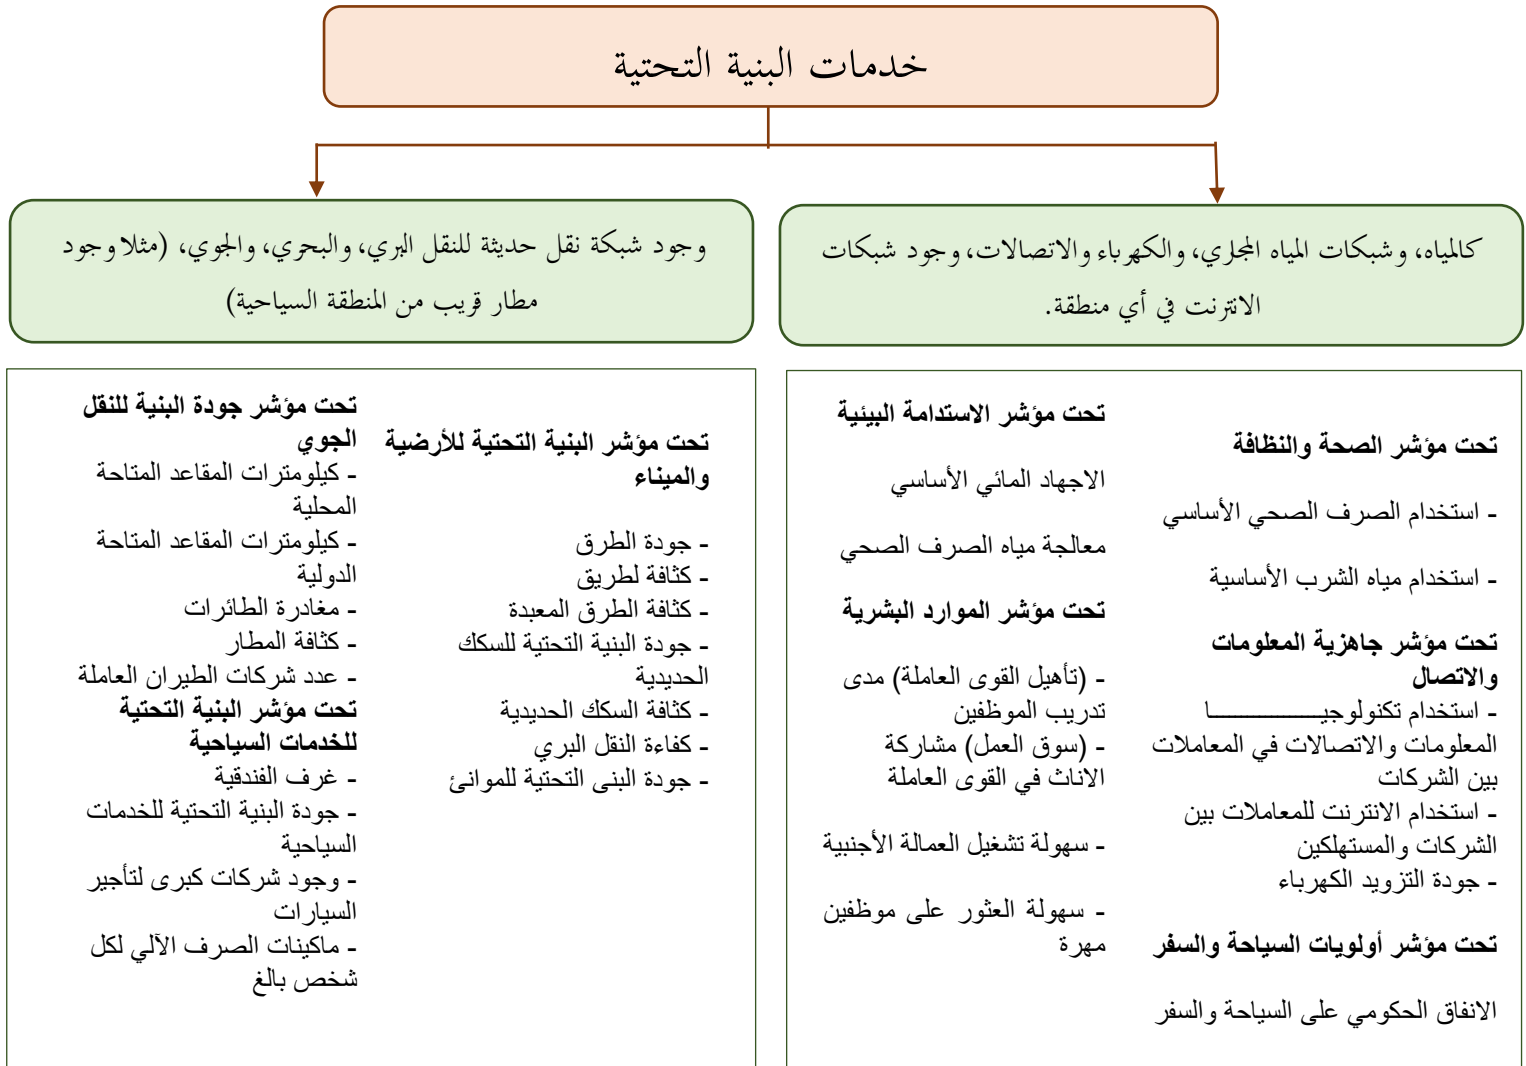 خدمات البنية التحتية
كالمياه، وشبكات المياه المجاري، والكهرباء والاتصالات، وجود شبكات
الانترنت في أي منطقة.
وجود شبكة نقل حديثة للنقل البري، والبحري، والجوي، (مثلا وجود
مطار قريب من المنطقة السياحية)
تحت مؤشر الصحة والنظافة
- استخدام الصرف الصحي الأساسي
- استخدام مياه الشرب الأساسية
تحت مؤشر جاهزية المعلومات
والاتصال
- استخدام تكنولوجيــــــــــــا
المعلومات والاتصالات في المعاملات
بين الشركات
- استخدام الانترنت للمعاملات بين
الشركات والمستهلكين
- جودة التزويد الكهرباء
تحت مؤشر أولويات السياحة والسفر
الانفاق الحكومي على السياحة والسفر
تحت مؤشر الاستدامة البيئية
الاجهاد المائي الأساسي
معالجة مياه الصرف الصحي
تحت مؤشر الموارد البشرية
- (تأهيل القوى العاملة) مدى
تدريب الموظفين
- (سوق العمل) مشاركة
الاناث في القوى العاملة
- سهولة تشغيل العمالة الأجنبية
- سهولة العثور على موظفين
مهرة
تحت مؤشر البنية التحتية للأرضية
والميناء
- جودة الطرق
- كثافة لطريق
- كثافة الطرق المعبدة
- جودة البنية التحتية للسكك
الحديدية
- كثافة السكك الحديدية
- كفاءة النقل البري
- جودة البنى التحتية للموانئ
تحت مؤشر جودة البنية للنقل
الجوي
- كيلومترات المقاعد المتاحة
المحلية
- كيلومترات المقاعد المتاحة
الدولية
- مغادرة الطائرات
- كثافة المطار
- عدد شركات الطيران العاملة
تحت مؤشر البنية التحتية
للخدمات السياحية
- غرف الفندقية
- جودة البنية التحتية للخدمات
السياحية
- وجود شركات كبرى لتأجير
السيارات
- ماكينات الصرف الآلي لكل
شخص بالغ